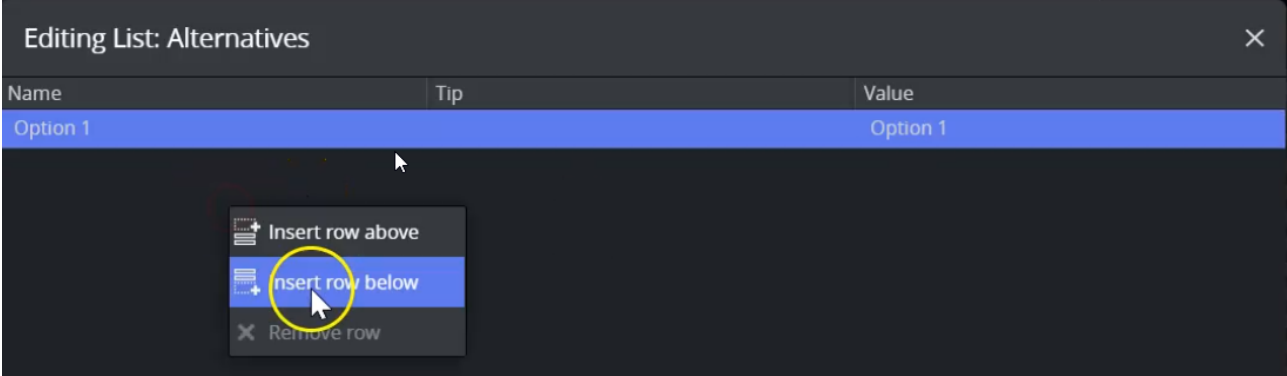 Editing List: Alternatives
Name Tip Value
Option 1 Option 1
Insert row above
Insert row below
Remove row